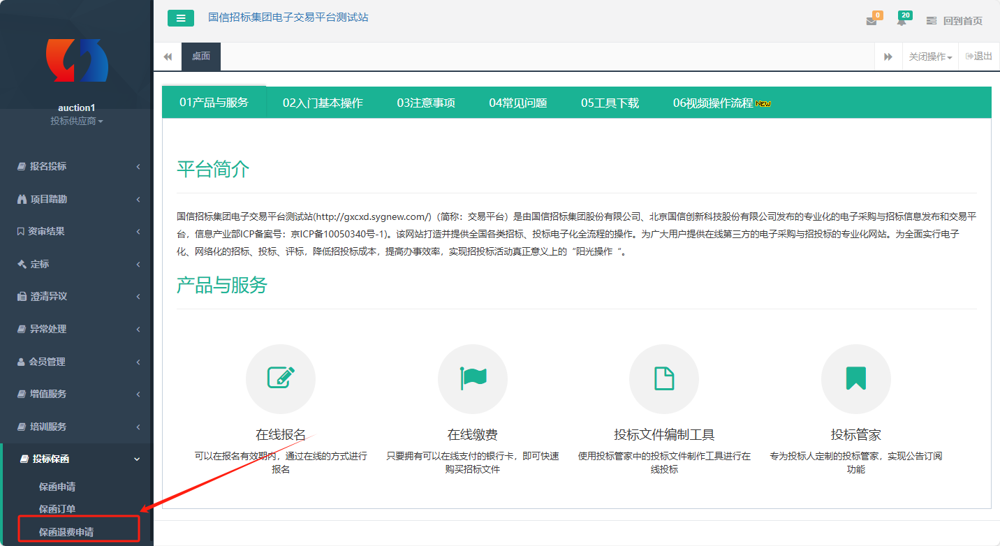 国信招标集团电子交易平台测试站
0
20
回到首页
桌面
关闭操作
退出
auction1
投标供应商
报名投标
项目踏勘
资审结果
定标
澄清异议
异常处理
会员管理
增值服务
培训服务
投标保函
保函申请
保函订单
保函退费申请
01产品与服务
02入门基本操作
03注意事项
04常见问题
05工具下载
06视频操作流程 NEW
平台简介
国信招标集团电子交易平台测试站(http://gxcxd.sygnew.com/)（简称：交易平台）是由国信招标集团股份有限公司、北京国信创新科技股份有限公司发布的专业化的电子采购与招标信息发布和交易平
台，信息产业部ICP备案号：京ICP备10050340号-1)。该网站打造并提供全国各类招标、投标电子化全流程的操作。为广大用户提供在线第三方的电子采购与招投标的专业化网站。为全面实行电子
化、网络化的招标、投标、评标，降低招投标成本，提高办事效率，实现招投标活动真正意义上的“阳光操作“。
产品与服务
在线报名
可以在报名有效期内，通过在线的方式进行
报名
在线缴费
只要拥有可以在线支付的银行卡，即可快速
购买招标文件
投标文件编制工具
使用投标管家中的投标文件制作工具进行在
线投标
投标管家
专为投标人定制的投标管家，实现公告订阅
功能